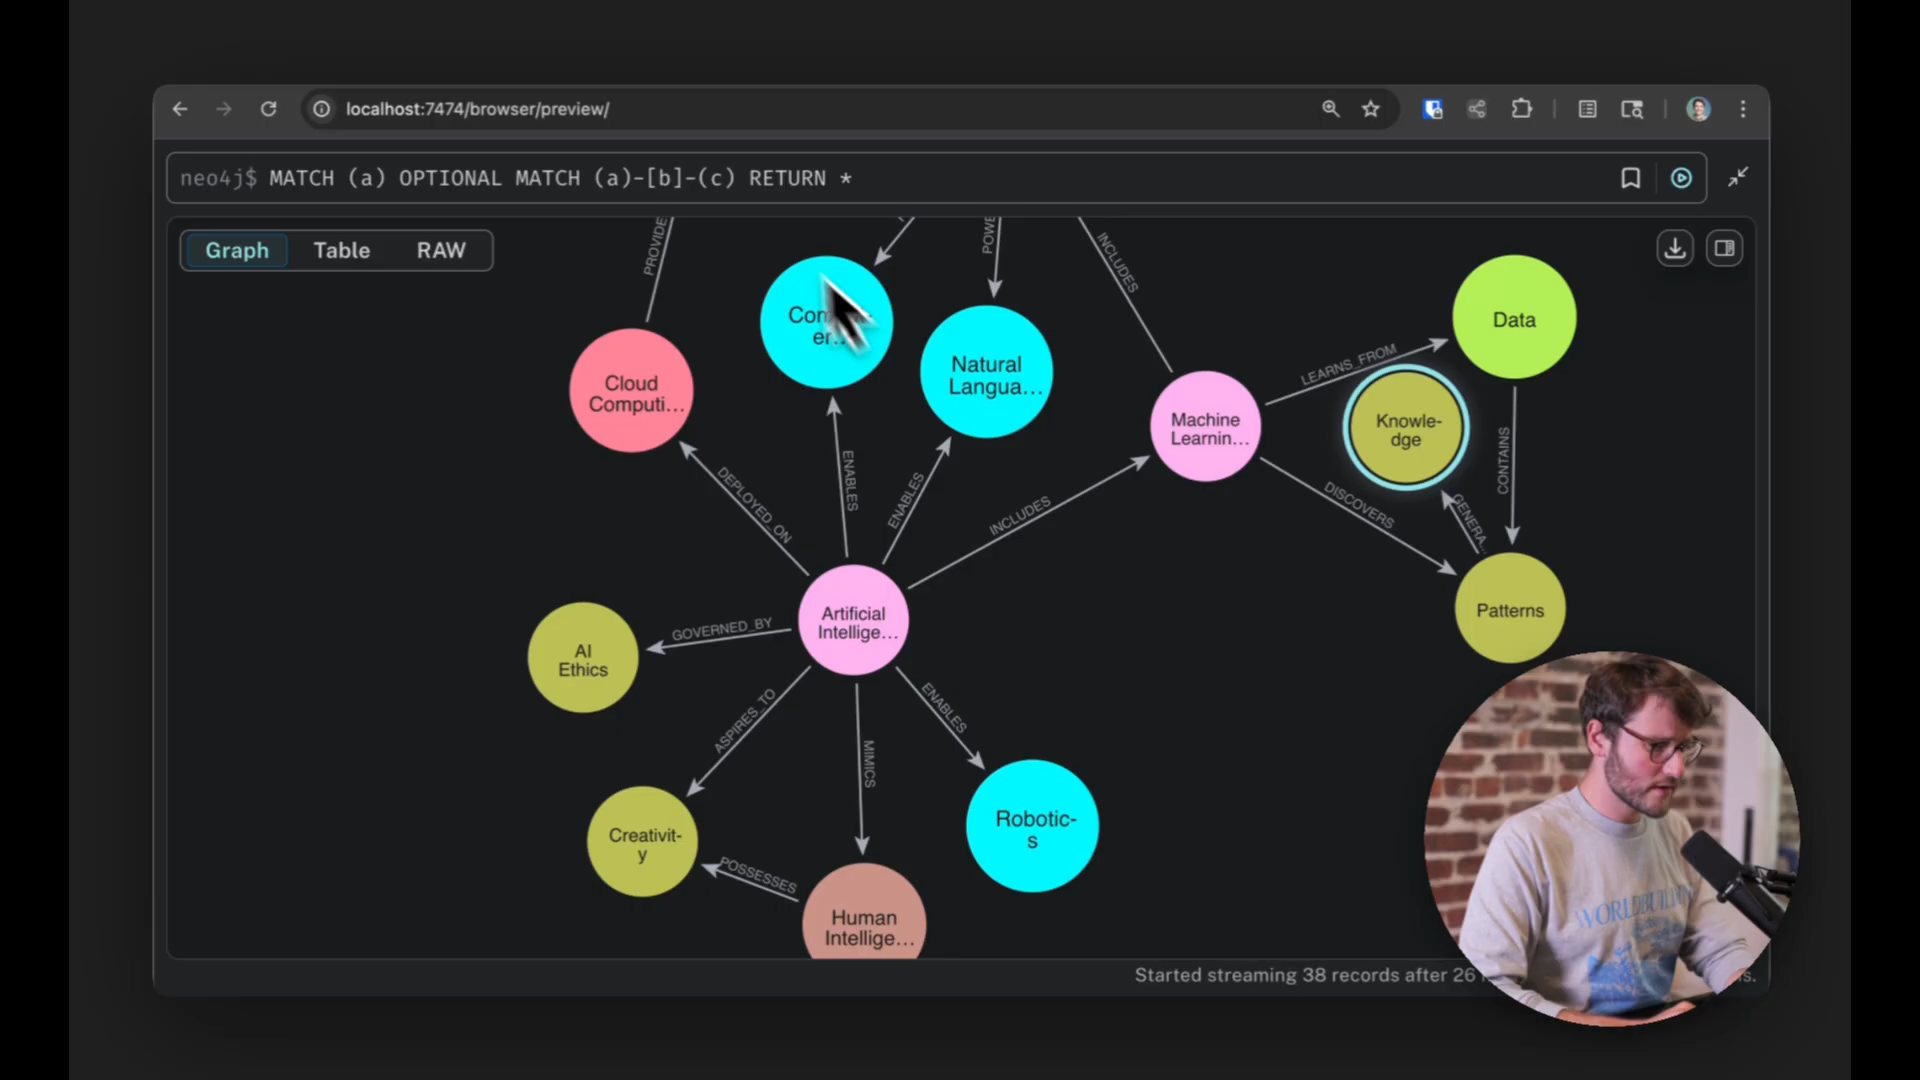 localhost:7474/browser/preview/
neo4j$ MATCH (a) OPTIONAL MATCH (a)-[b]-(c) RETURN *
Graph Table RAW
PROVIDE
POWE
INCLUDES
Data
LEARNS_FROM
Natural
Langua...
Cloud
Computi...
Knowle-
dge
Machine
Learnin...
CONTAINS
ENABLES
DEPLOYED_ON
ENABLES
INCLUDES
DISCOVERS
GENERA...
Artificial
Intellige...
Patterns
GOVERNED_BY
AI
Ethics
ASPIRES_TO
ENABLES
MIMICS
Robotic-
s
Creativit-
y
POSSESSES
Human
Intellige...
WORLDBUILDI
Started streaming 38 records after 26
s.